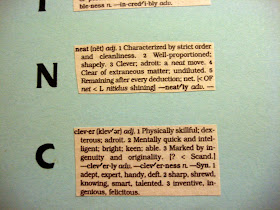 I
ble·ness n. —in·cred′i·bly adv.
N
neat (nēt) adj. 1 Characterized by strict order
and cleanliness. 2 Well-proportioned;
shapely. 3 Clever; adroit: a neat move. 4
Clear of extraneous matter; undiluted. 5
Remaining after every deduction; net. [< OF
net < L nitidus shining] —neat′ly adv. —
C
clev·er (klev′ər) adj. 1 Physically skillful; dex-
terous; adroit. 2 Mentally quick and intel-
ligent; bright; keen; able. 3 Marked by in-
genuity and originality. [? < Scand.]
—clev′er·ly adv. —clev′er·ness n. —Syn. 1
adept, expert, handy, deft. 2 sharp, shrewd,
knowing, smart, talented. 3 inventive, in-
genious, felicitous.